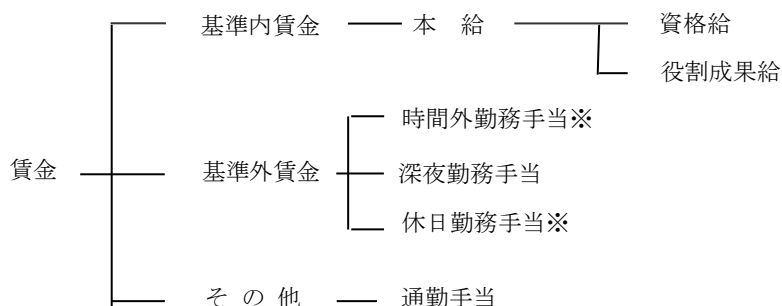 基準内賃金 本 給 資格給
役割成果給
時間外勤務手当※
賃金 基準外賃金 深夜勤務手当
休日勤務手当※
そ の 他 通勤手当